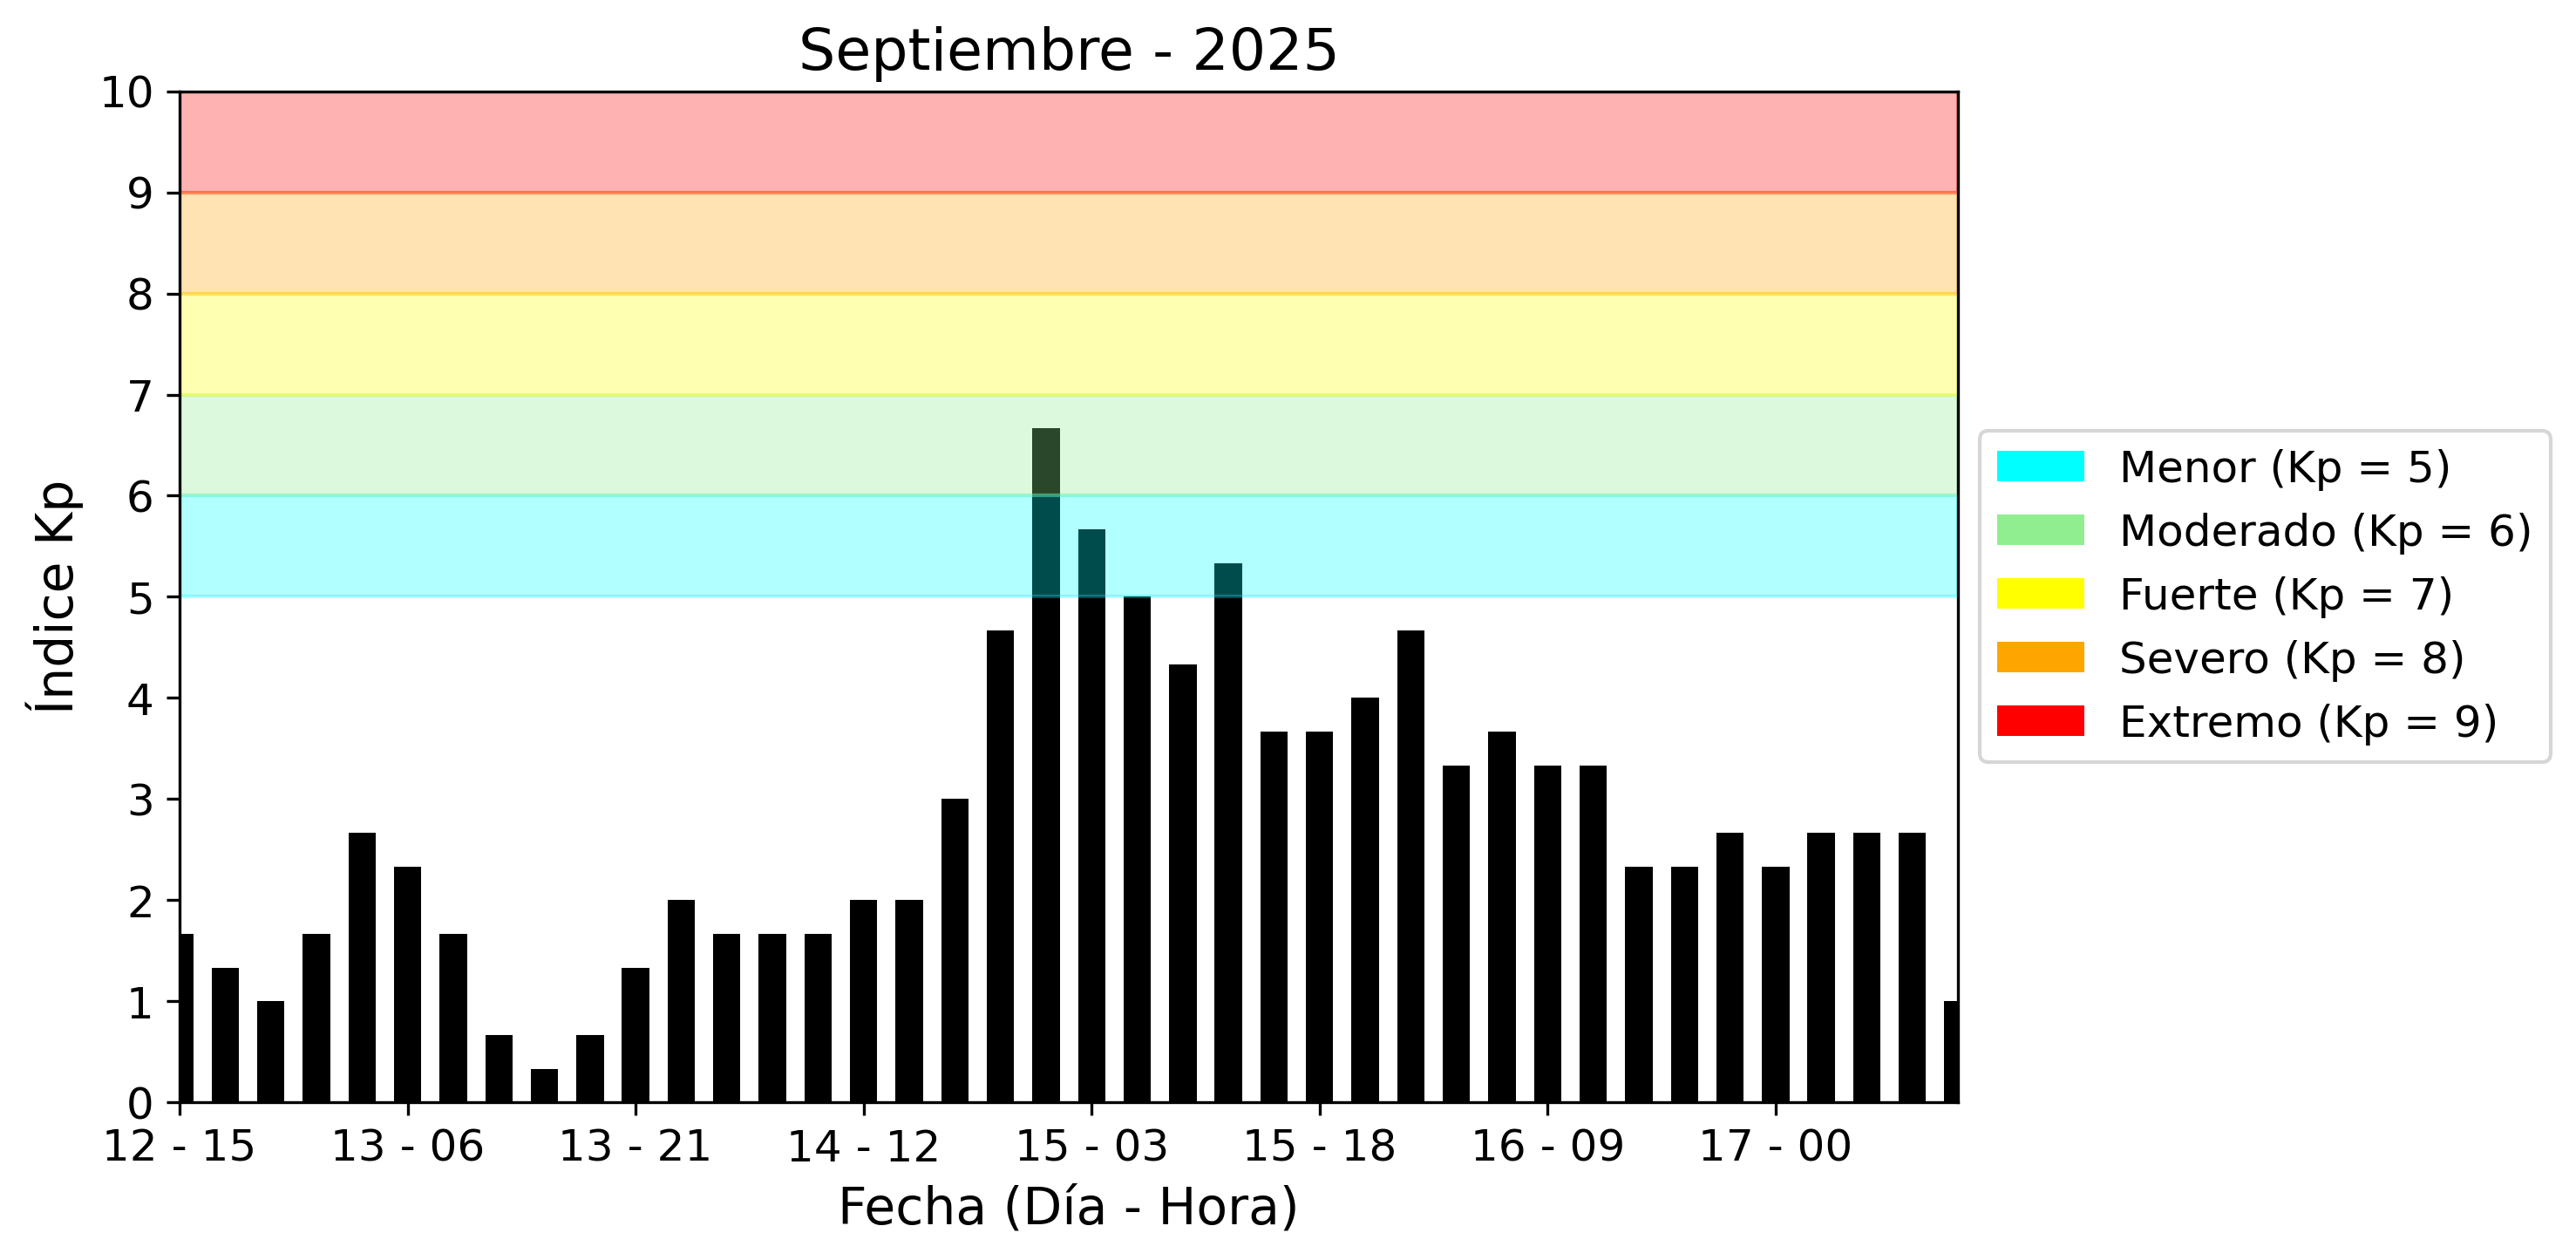 Septiembre - 2025
10
9
8
7
6
5
4
3
2
1
0
Índice Kp
12 - 15 13 - 06 13 - 21 14 - 12 15 - 03 15 - 18 16 - 09 17 - 00
Fecha (Día - Hora)
Menor (Kp = 5)
Moderado (Kp = 6)
Fuerte (Kp = 7)
Severo (Kp = 8)
Extremo (Kp = 9)